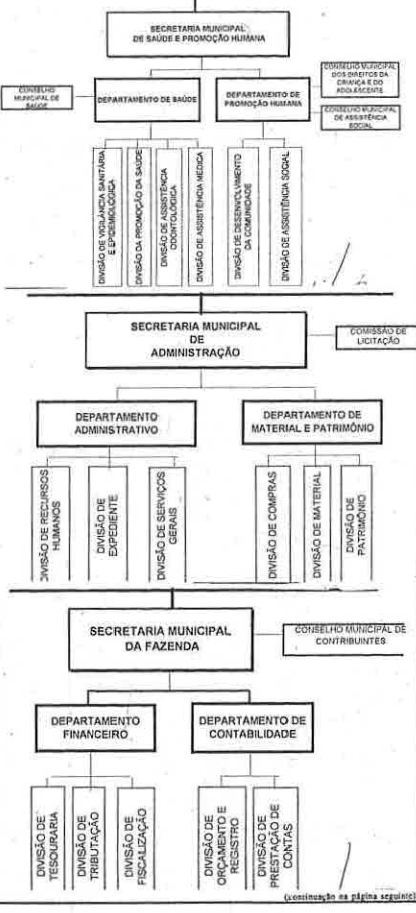 SECRETARIA MUNICIPAL
DE SAÚDE E PROMOÇÃO HUMANA
CONSELHO
MUNICIPAL DE
SAÚDE
DEPARTAMENTO DE SAÚDE
DEPARTAMENTO DE
PROMOÇÃO HUMANA
CONSELHO MUNICIPAL
DOS DIREITOS DA
CRIANÇA E DO
ADOLESCENTE
CONSELHO MUNICIPAL
DE ASSISTÊNCIA
SOCIAL
DIVISÃO DE VIGILÂNCIA SANITÁRIA
E EPIDEMIOLÓGICA
DIVISÃO DA PROMOÇÃO DA SAÚDE
DIVISÃO DE ASSISTÊNCIA
ODONTOLÓGICA
DIVISÃO DE ASSISTÊNCIA MÉDICA
DIVISÃO DE DESENVOLVIMENTO
DA COMUNIDADE
DIVISÃO DE ASSISTÊNCIA SOCIAL
SECRETARIA MUNICIPAL
DE
ADMINISTRAÇÃO
COMISSÃO DE
LICITAÇÃO
DEPARTAMENTO
ADMINISTRATIVO
DEPARTAMENTO DE
MATERIAL E PATRIMÔNIO
DIVISÃO DE RECURSOS
HUMANOS
DIVISÃO DE
EXPEDIENTE
DIVISÃO DE SERVIÇOS
GERAIS
DIVISÃO DE COMPRAS
DIVISÃO DE MATERIAL
DIVISÃO DE
PATRIMÔNIO
SECRETARIA MUNICIPAL
DA FAZENDA
CONSELHO MUNICIPAL DE
CONTRIBUINTES
DEPARTAMENTO
FINANCEIRO
DEPARTAMENTO DE
CONTABILIDADE
DIVISÃO DE
TESOURARIA
DIVISÃO DE
TRIBUTAÇÃO
DIVISÃO DE
FISCALIZAÇÃO
DIVISÃO DE
ORÇAMENTO E
REGISTRO
DIVISÃO DE
PRESTAÇÃO DE
CONTAS
(continuação na página seguinte)